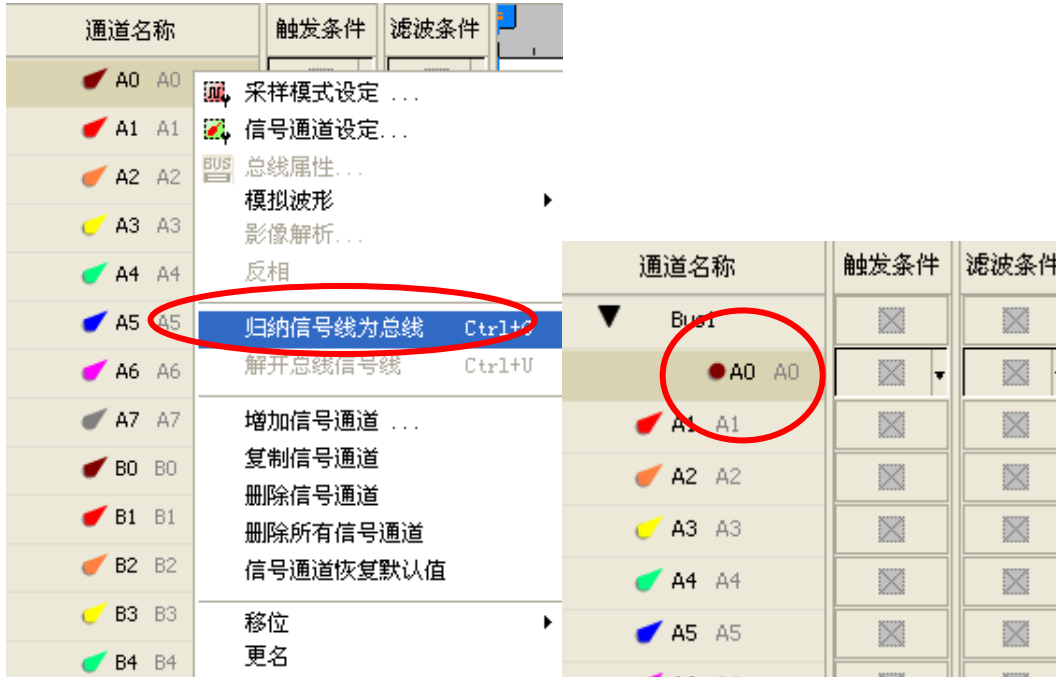 通道名称 触发条件 滤波条件
A0 A0
A1 A1
A2 A2
A3 A3
A4 A4
A5 A5
A6 A6
A7 A7
B0 B0
B1 B1
B2 B2
B3 B3
B4 B4
采样模式设定 ...
信号通道设定...
BUS 总线属性...
模拟波形
影像解析...
反相
归纳信号线为总线
解开总线信号线 Ctrl+U
增加信号通道 ...
复制信号通道
删除信号通道
删除所有信号通道
信号通道恢复默认值
移位
更名
通道名称 触发条件 滤波条件
Bus1
A0 A0
A1 A1
A2 A2
A3 A3
A4 A4
A5 A5